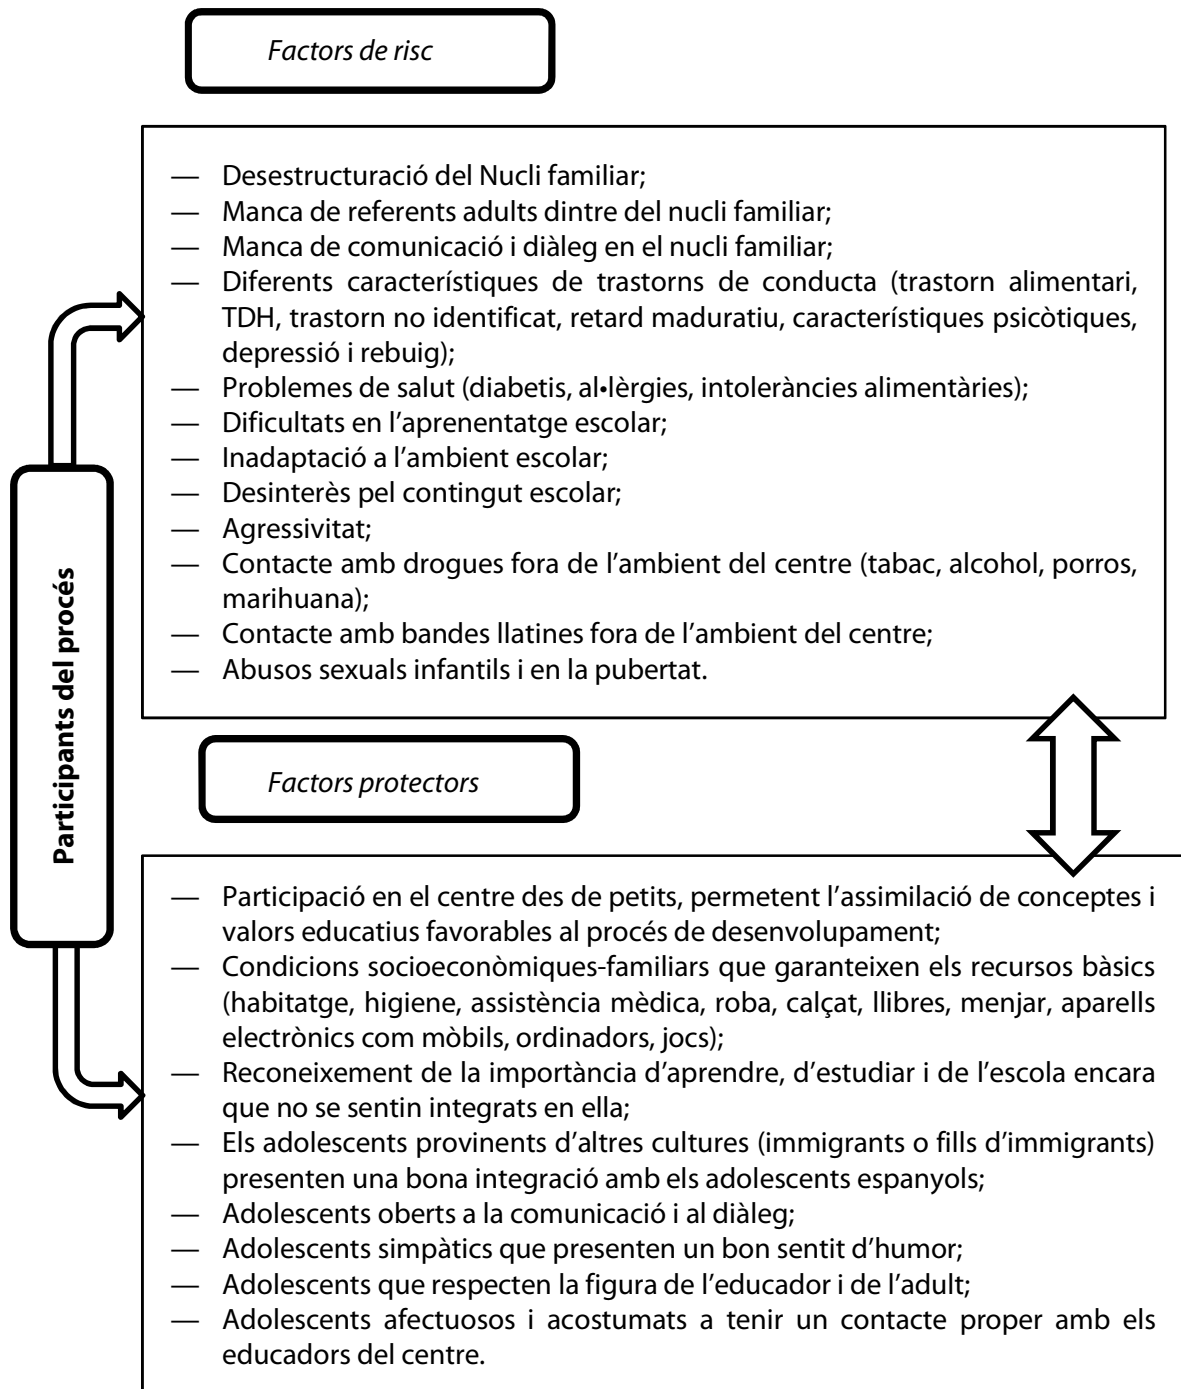 Factors de risc
— Desestructuració del Nucli familiar;
— Manca de referents adults dintre del nucli familiar;
— Manca de comunicació i diàleg en el nucli familiar;
— Diferents característiques de trastorns de conducta (trastorn alimentari,
TDH, trastorn no identificat, retard maduratiu, característiques psicòtiques,
depressió i rebuig);
— Problemes de salut (diabetis, al•lèrgies, intoleràncies alimentàries);
— Dificultats en l’aprenentatge escolar;
— Inadaptació a l’ambient escolar;
— Desinterès pel contingut escolar;
— Agressivitat;
— Contacte amb drogues fora de l’ambient del centre (tabac, alcohol, porros,
marihuana);
— Contacte amb bandes llatines fora de l’ambient del centre;
— Abusos sexuals infantils i en la pubertat.
Participants del procés
Factors protectors
— Participació en el centre des de petits, permetent l’assimilació de conceptes i
valors educatius favorables al procés de desenvolupament;
— Condicions socioeconòmiques-familiars que garanteixen els recursos bàsics
(habitatge, higiene, assistència mèdica, roba, calçat, llibres, menjar, aparells
electrònics com mòbils, ordinadors, jocs);
— Reconeixement de la importància d’aprendre, d’estudiar i de l’escola encara
que no se sentin integrats en ella;
— Els adolescents provinents d’altres cultures (immigrants o fills d’immigrants)
presenten una bona integració amb els adolescents espanyols;
— Adolescents oberts a la comunicació i al diàleg;
— Adolescents simpàtics que presenten un bon sentit d’humor;
— Adolescents que respecten la figura de l’educador i de l’adult;
— Adolescents afectuosos i acostumats a tenir un contacte proper amb els
educadors del centre.